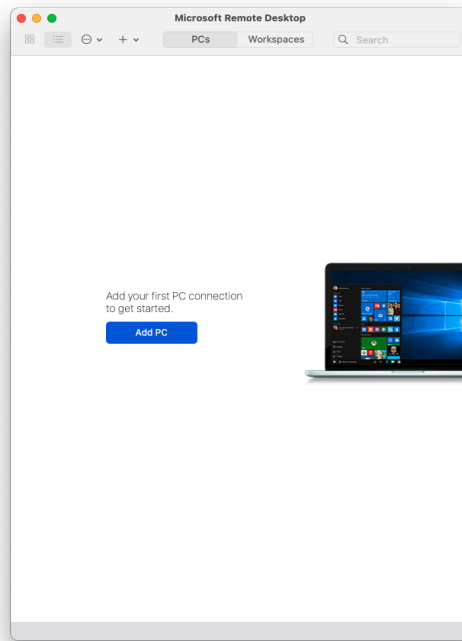 Microsoft Remote Desktop
PCs
Workspaces
Search
Add your first PC connection
to get started.
Add PC